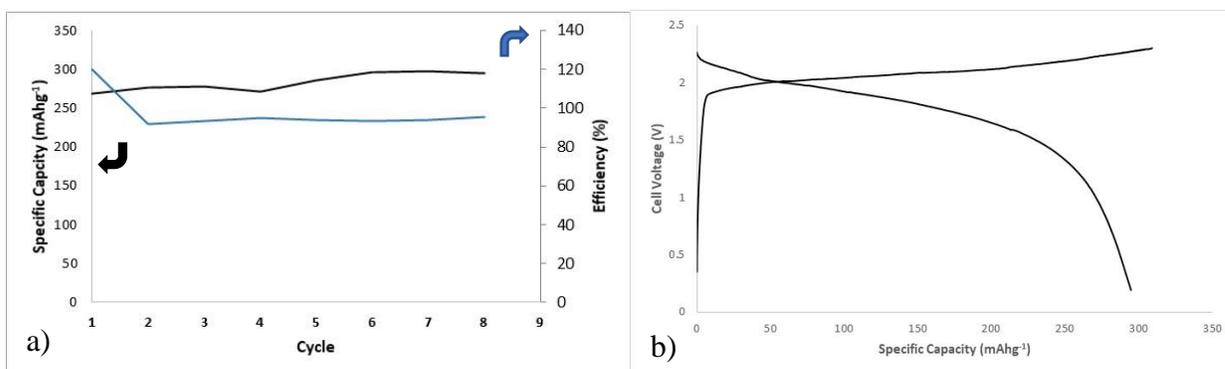 350
300
250
200
150
100
50
0
Specific Capcity (mAhg-1)
1 2 3 4 5 6 7 8 9
Cycle
140
120
100
80
60
40
20
0
Efficiency (%)
a)
2.5
2
1.5
1
0.5
0
Cell Voltage (V)
0 50 100 150 200 250 300 350
Specific Capacity (mAhg-1)
b)